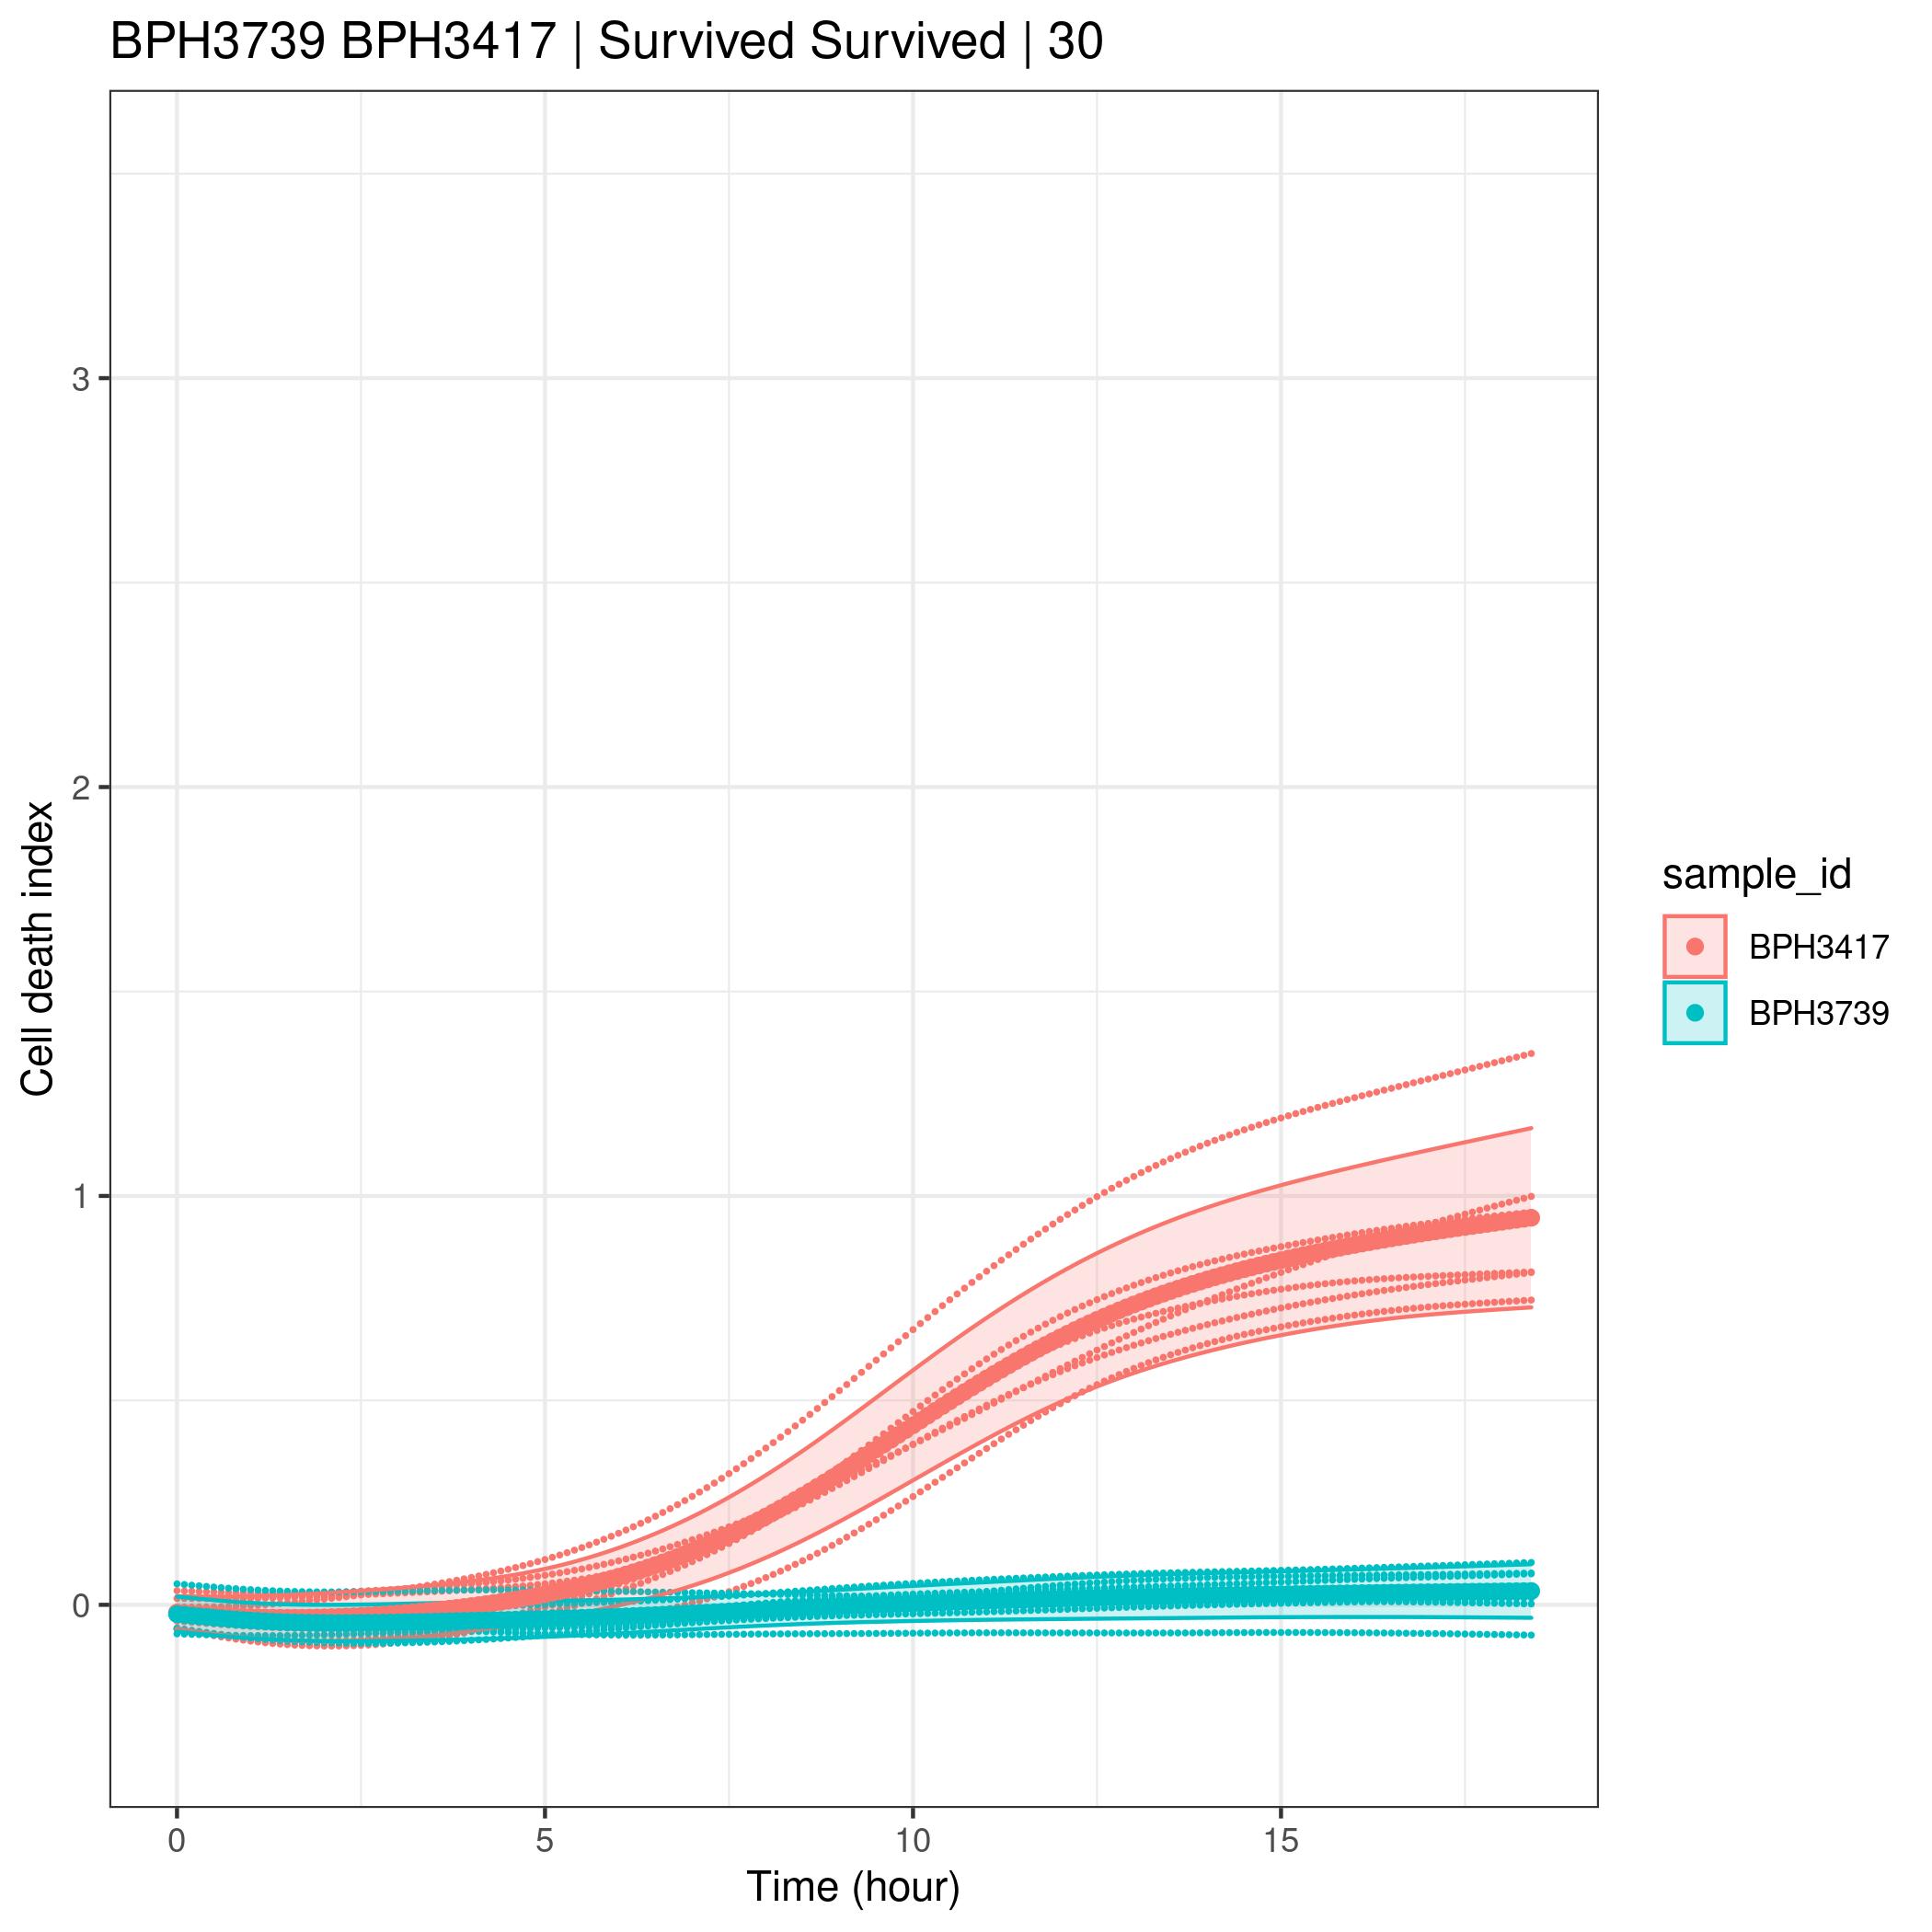 BPH3739 BPH3417 | Survived Survived | 30
3
2
1
0
Cell death index
0 5 10 15
Time (hour)
sample_id
BPH3417
BPH3739